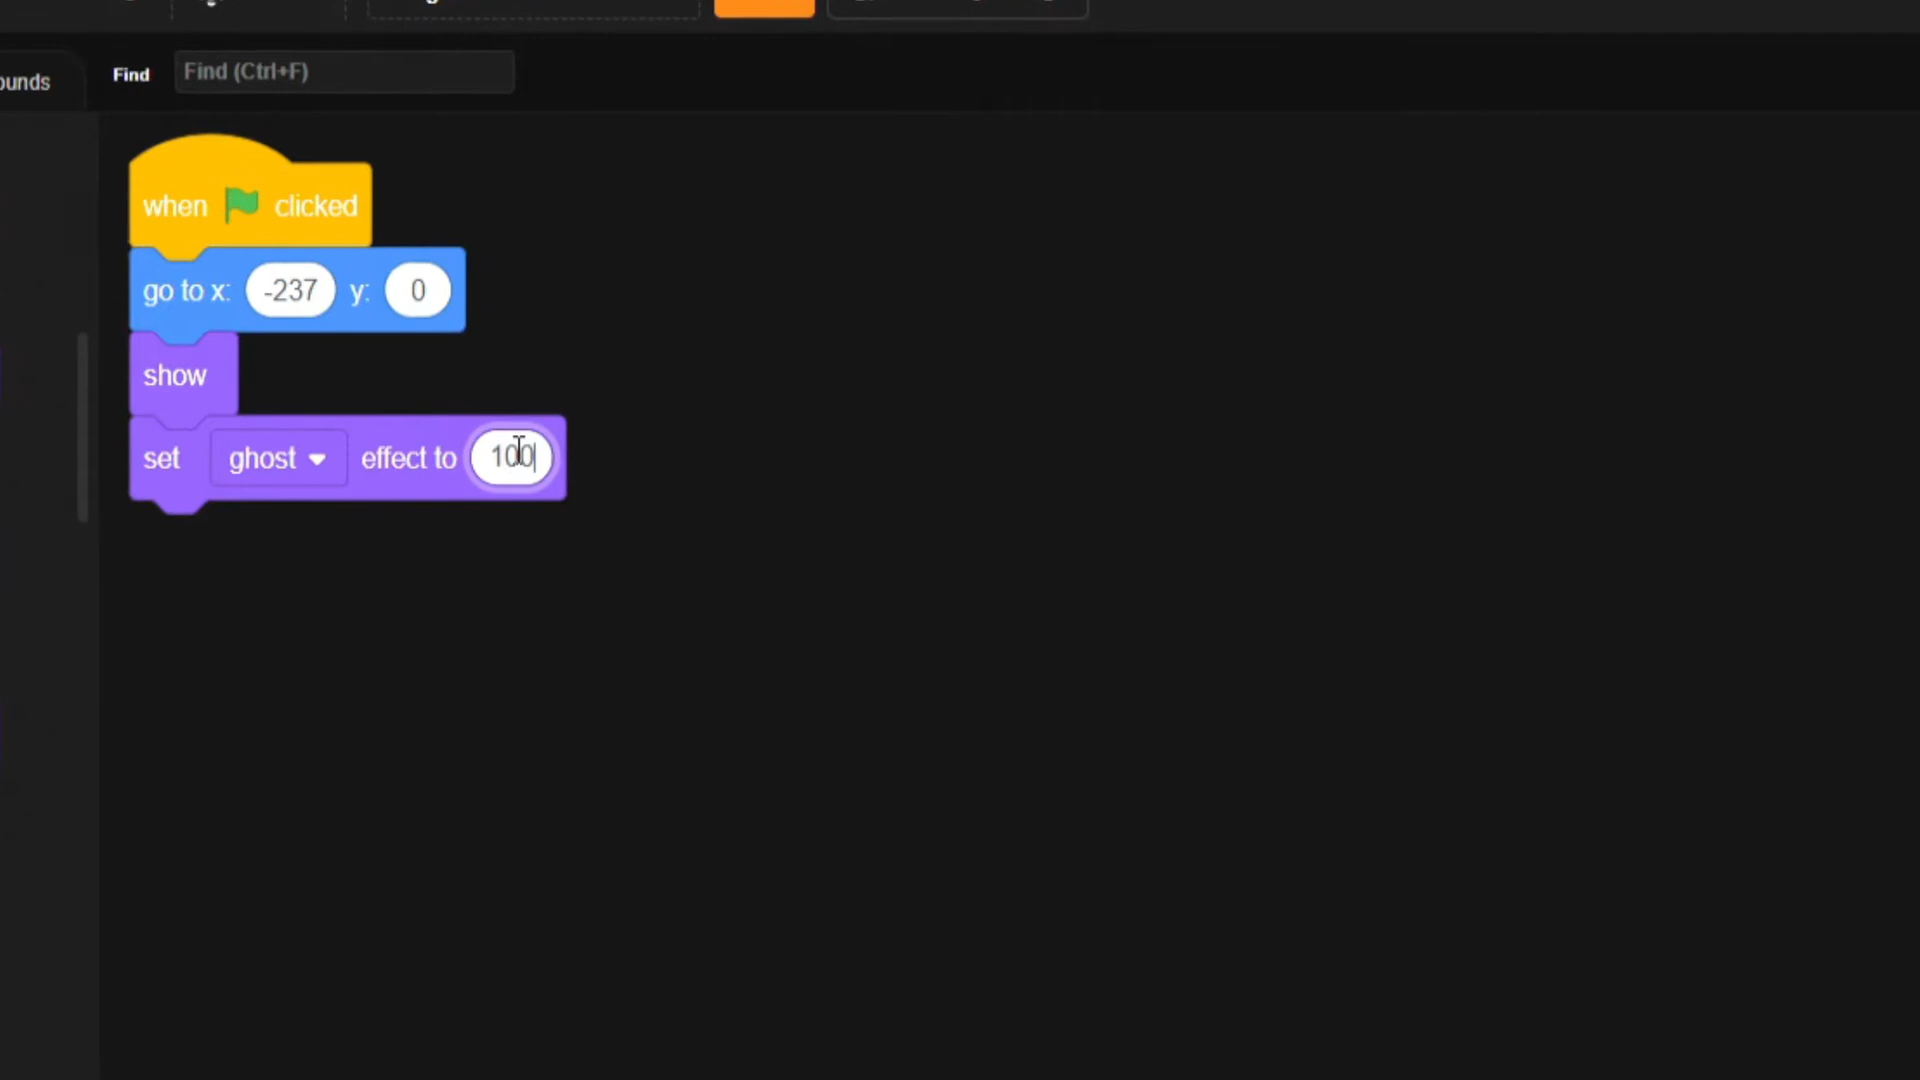 ounds
Find
Find (Ctrl+F)
when clicked
go to x: -237 y: 0
show
set ghost effect to 100